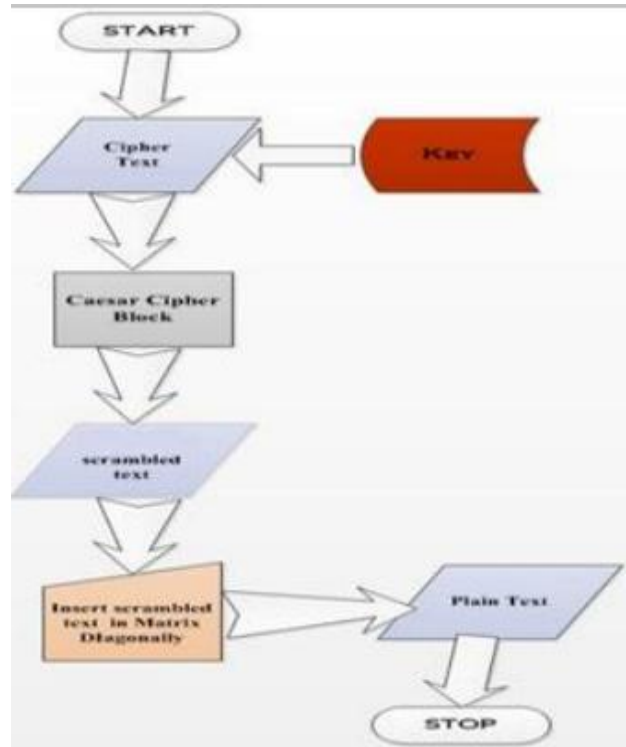 START
Cipher
Text
Key
Caesar Cipher
Block
scrambled
text
Insert scrambled
text in Matrix
DIagonally
Plain Text
STOP